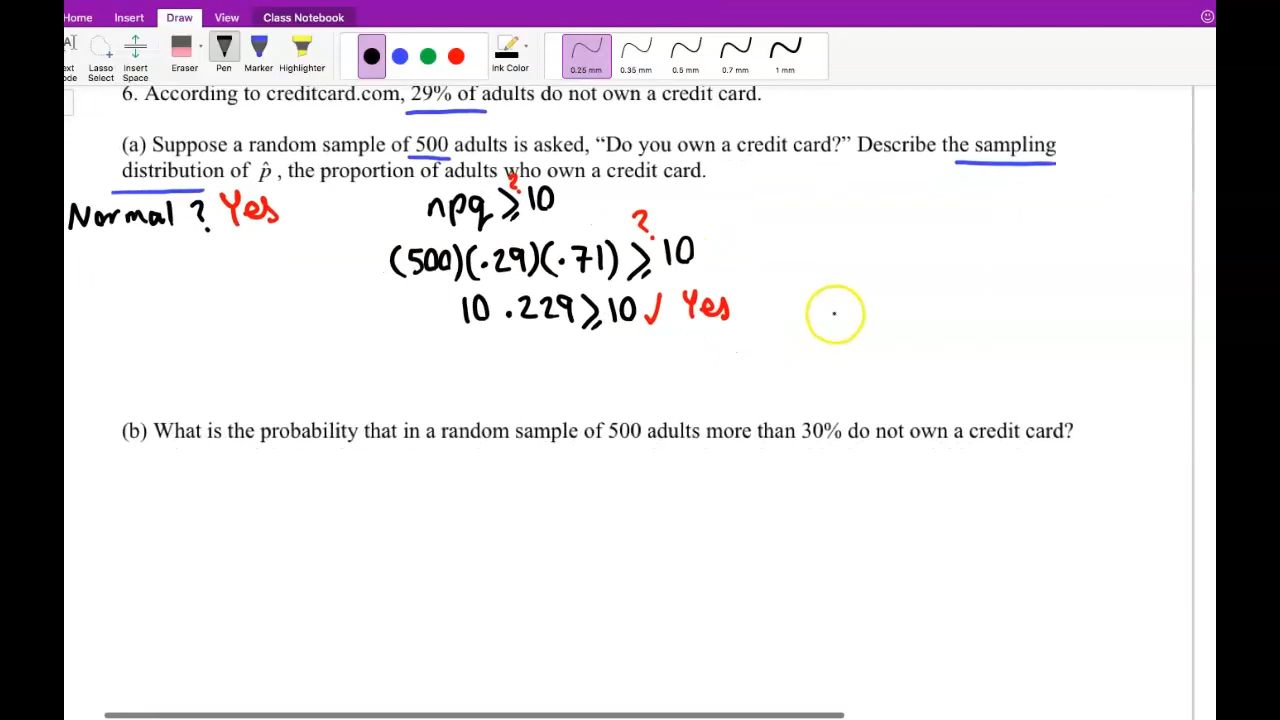 Home Insert Draw View Class Notebook
Lasso Select
Insert Space
Eraser
Pen
Marker
Highlighter
Ink Color
0.25 mm 0.35 mm 0.5 mm 0.7 mm 1 mm
6. According to creditcard.com, 29% of adults do not own a credit card.
(a) Suppose a random sample of 500 adults is asked, “Do you own a credit card?” Describe the sampling
distribution of p̂ , the proportion of adults who own a credit card.
Normal ? Yes
npq ≥? 10
(500)(.29)(.71) ≥? 10
10 .229 ≥ 10 ✓ Yes
(b) What is the probability that in a random sample of 500 adults more than 30% do not own a credit card?